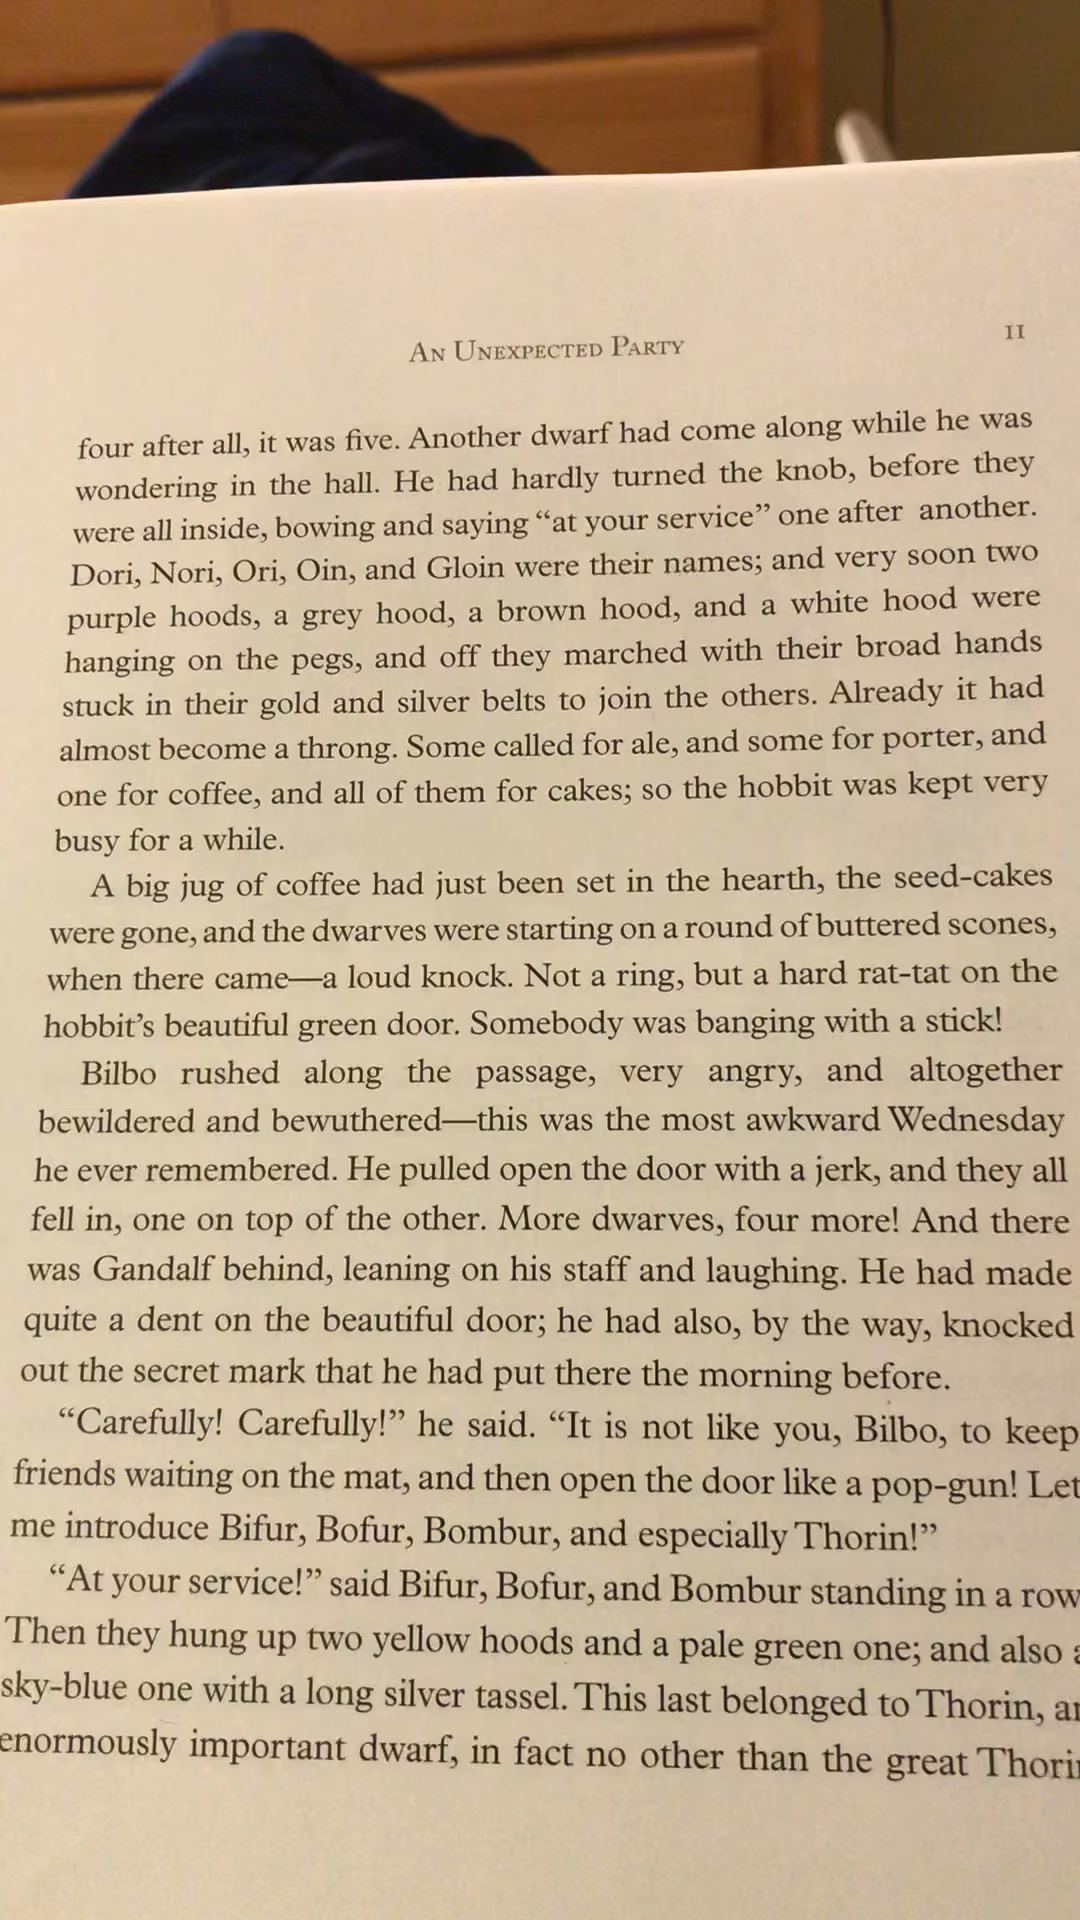 AN UNEXPECTED PARTY 11
four after all, it was five. Another dwarf had come along while he was
wondering in the hall. He had hardly turned the knob, before they
were all inside, bowing and saying “at your service” one after another.
Dori, Nori, Ori, Oin, and Gloin were their names; and very soon two
purple hoods, a grey hood, a brown hood, and a white hood were
hanging on the pegs, and off they marched with their broad hands
stuck in their gold and silver belts to join the others. Already it had
almost become a throng. Some called for ale, and some for porter, and
one for coffee, and all of them for cakes; so the hobbit was kept very
busy for a while.
A big jug of coffee had just been set in the hearth, the seed-cakes
were gone, and the dwarves were starting on a round of buttered scones,
when there came—a loud knock. Not a ring, but a hard rat-tat on the
hobbit’s beautiful green door. Somebody was banging with a stick!
Bilbo rushed along the passage, very angry, and altogether
bewildered and bewuthered—this was the most awkward Wednesday
he ever remembered. He pulled open the door with a jerk, and they all
fell in, one on top of the other. More dwarves, four more! And there
was Gandalf behind, leaning on his staff and laughing. He had made
quite a dent on the beautiful door; he had also, by the way, knocked
out the secret mark that he had put there the morning before.
“Carefully! Carefully!” he said. “It is not like you, Bilbo, to keep
friends waiting on the mat, and then open the door like a pop-gun! Let
me introduce Bifur, Bofur, Bombur, and especially Thorin!”
“At your service!” said Bifur, Bofur, and Bombur standing in a row
Then they hung up two yellow hoods and a pale green one; and also
sky-blue one with a long silver tassel. This last belonged to Thorin,
enormously important dwarf, in fact no other than the great